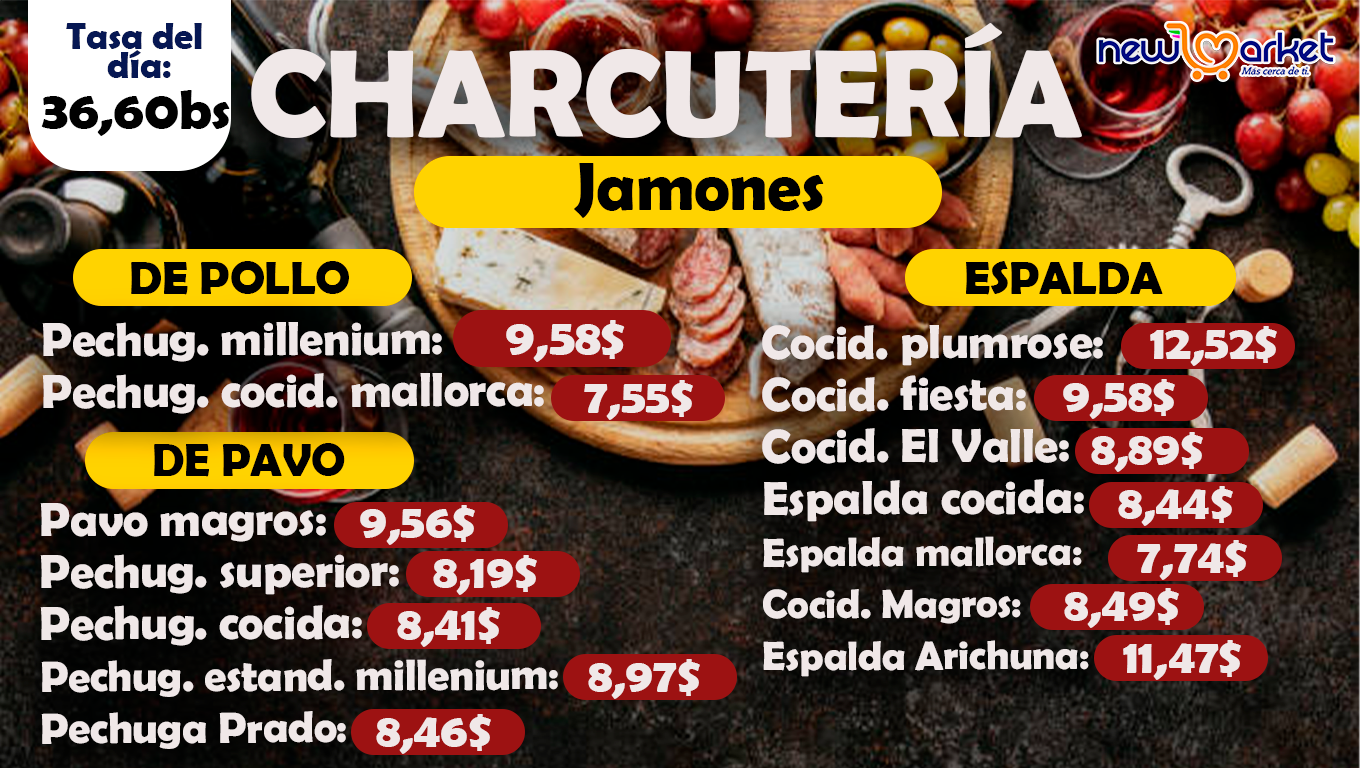 Tasa del
día:
36,60bs
CHARCUTERÍA
new market
Más cerca de ti.
Jamones
DE POLLO
Pechug. millenium: 9,58$
Pechug. cocid. mallorca: 7,55$
DE PAVO
Pavo magros: 9,56$
Pechug. superior: 8,19$
Pechug. cocida: 8,41$
Pechug. estand. millenium: 8,97$
Pechuga Prado: 8,46$
ESPALDA
Cocid. plumrose: 12,52$
Cocid. fiesta: 9,58$
Cocid. El Valle: 8,89$
Espalda cocida: 8,44$
Espalda mallorca: 7,74$
Cocid. Magros: 8,49$
Espalda Arichuna: 11,47$